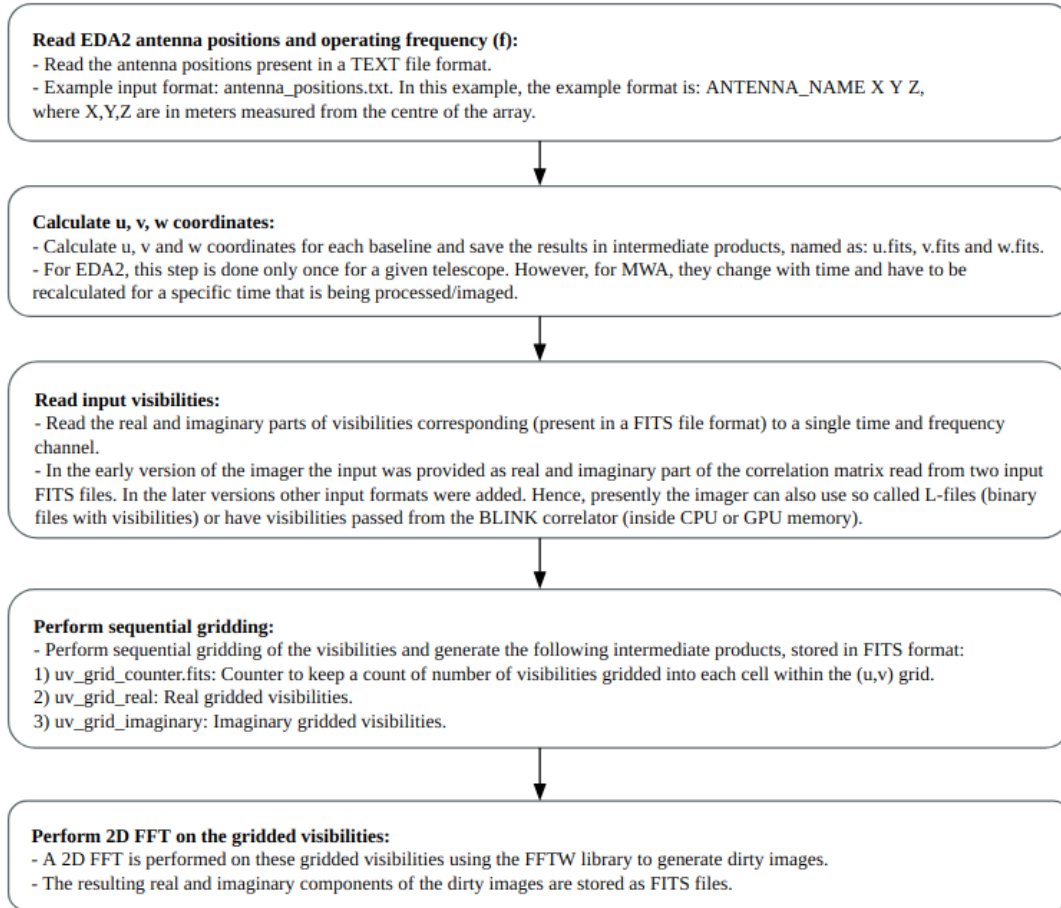 Read EDA2 antenna positions and operating frequency (f):
- Read the antenna positions present in a TEXT file format.
- Example input format: antenna_positions.txt. In this example, the example format is: ANTENNA_NAME X Y Z,
where X,Y,Z are in meters measured from the centre of the array.
Calculate u, v, w coordinates:
- Calculate u, v and w coordinates for each baseline and save the results in intermediate products, named as: u.fits, v.fits and w.fits.
- For EDA2, this step is done only once for a given telescope. However, for MWA, they change with time and have to be
recalculated for a specific time that is being processed/imaged.
Read input visibilities:
- Read the real and imaginary parts of visibilities corresponding (present in a FITS file format) to a single time and frequency
channel.
- In the early version of the imager the input was provided as real and imaginary part of the correlation matrix read from two input
FITS files. In the later versions other input formats were added. Hence, presently the imager can also use so called L-files (binary
files with visibilities) or have visibilities passed from the BLINK correlator (inside CPU or GPU memory).
Perform sequential gridding:
- Perform sequential gridding of the visibilities and generate the following intermediate products, stored in FITS format:
1) uv_grid_counter.fits: Counter to keep a count of number of visibilities gridded into each cell within the (u,v) grid.
2) uv_grid_real: Real gridded visibilities.
3) uv_grid_imaginary: Imaginary gridded visibilities.
Perform 2D FFT on the gridded visibilities:
- A 2D FFT is performed on these gridded visibilities using the FFTW library to generate dirty images.
- The resulting real and imaginary components of the dirty images are stored as FITS files.